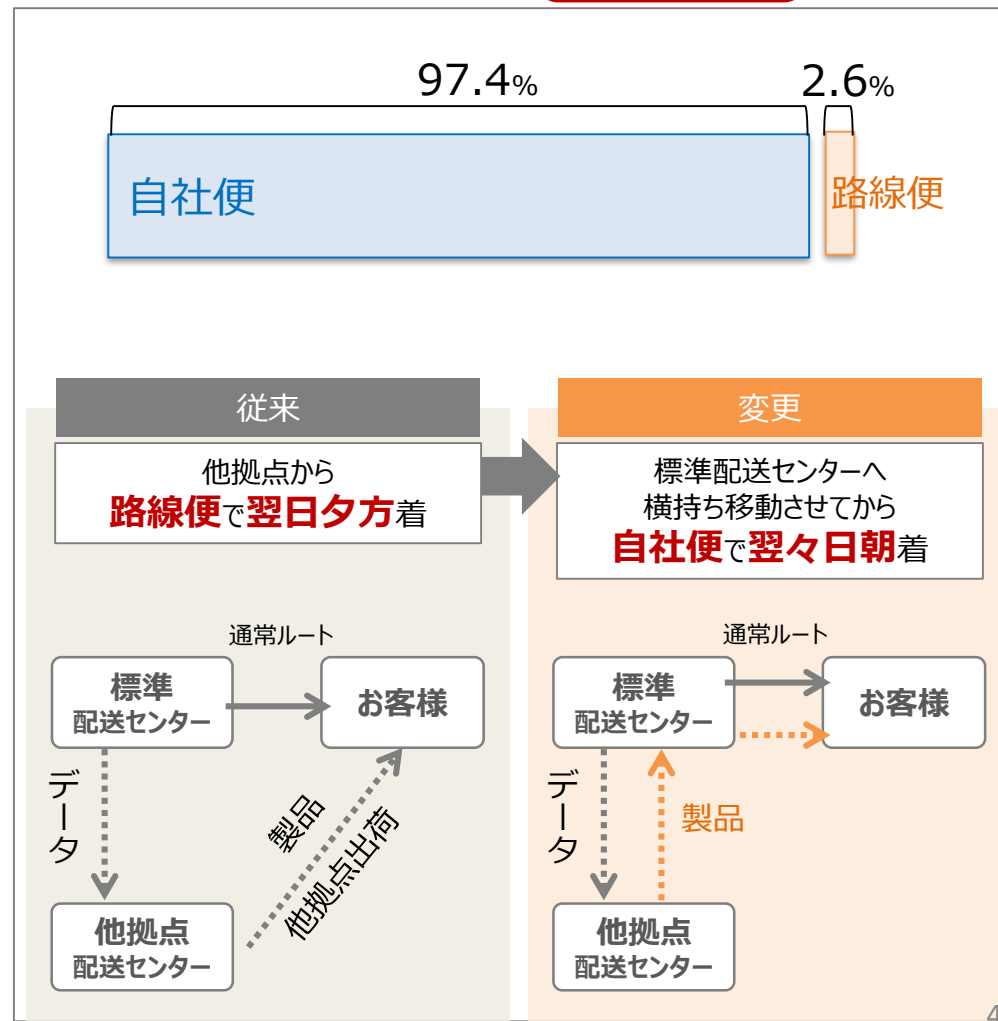 97.4%
2.6%
自社便
路線便
従来
他拠点から
路線便で翌日夕方着
変更
標準配送センターへ
横持ち移動させてから
自社便で翌々日朝着
通常ルート
標準
配送センター
お客様
データ
製品
他拠点出荷
他拠点
配送センター
通常ルート
標準
配送センター
お客様
データ
製品
他拠点
配送センター
4